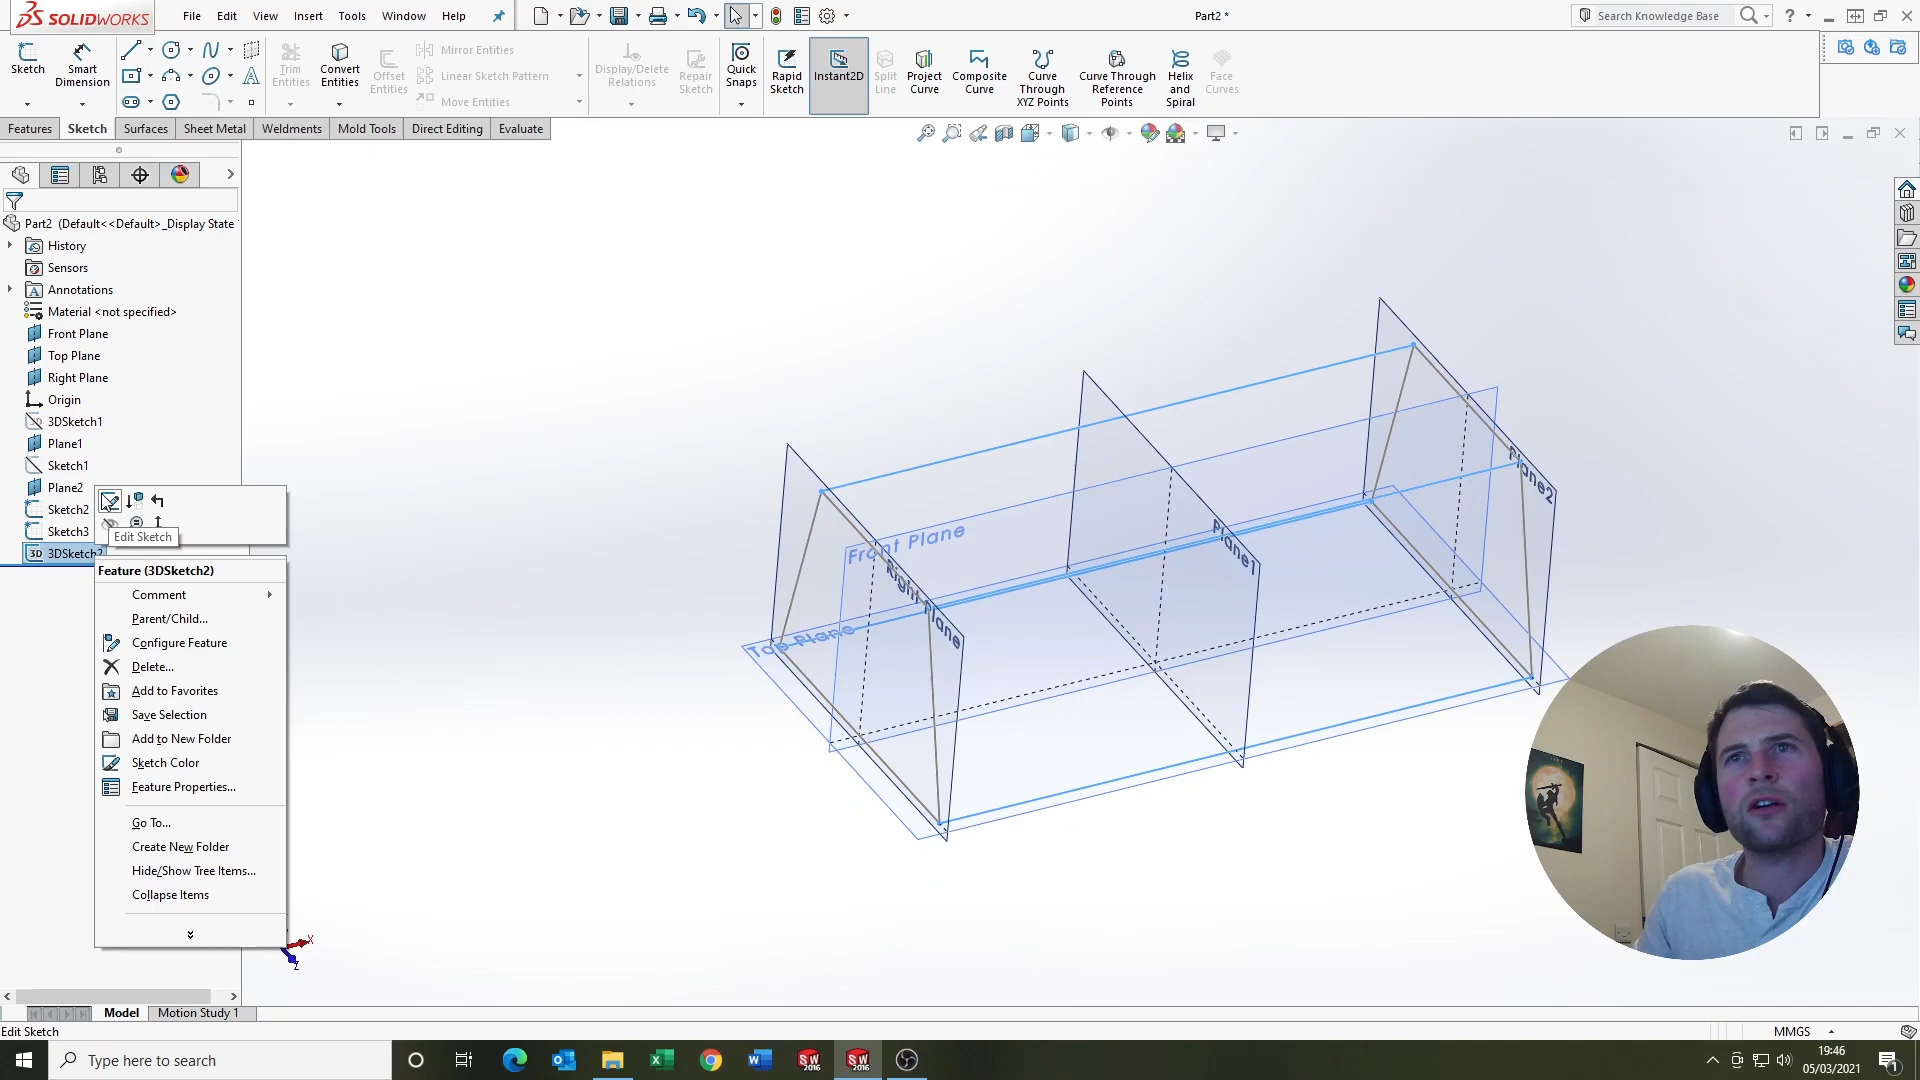 SOLIDWORKS
File Edit View Insert Tools Window Help
Part2 *
Search Knowledge Base
?
Sketch
Smart Dimension
Trim Entities
Convert Entities
Offset Entities
Mirror Entities
Linear Sketch Pattern
Move Entities
Display/Delete Relations
Repair Sketch
Quick Snaps
Rapid Sketch
Instant2D
Split Line
Project Curve
Composite Curve
Curve Through XYZ Points
Curve Through Reference Points
Helix and Spiral
Face Curves
Features Sketch Surfaces Sheet Metal Weldments Mold Tools Direct Editing Evaluate
Part2 (Default<<Default>_Display State
History
Sensors
Annotations
Material <not specified>
Front Plane
Top Plane
Right Plane
Origin
3DSketch1
Plane1
Sketch1
Plane2
Sketch2
Sketch3
3D 3DSketch2
Edit Sketch
Feature (3DSketch2)
Comment
Parent/Child...
Configure Feature
Delete...
Add to Favorites
Save Selection
Add to New Folder
Sketch Color
Feature Properties...
Go To...
Create New Folder
Hide/Show Tree Items...
Collapse Items
Front Plane
Right Plane
Top Plane
Plane1
Plane2
X
Z
Model Motion Study 1
Edit Sketch
MMGS
Type here to search
SW 2016
SW 2016
19:46
05/03/2021
1